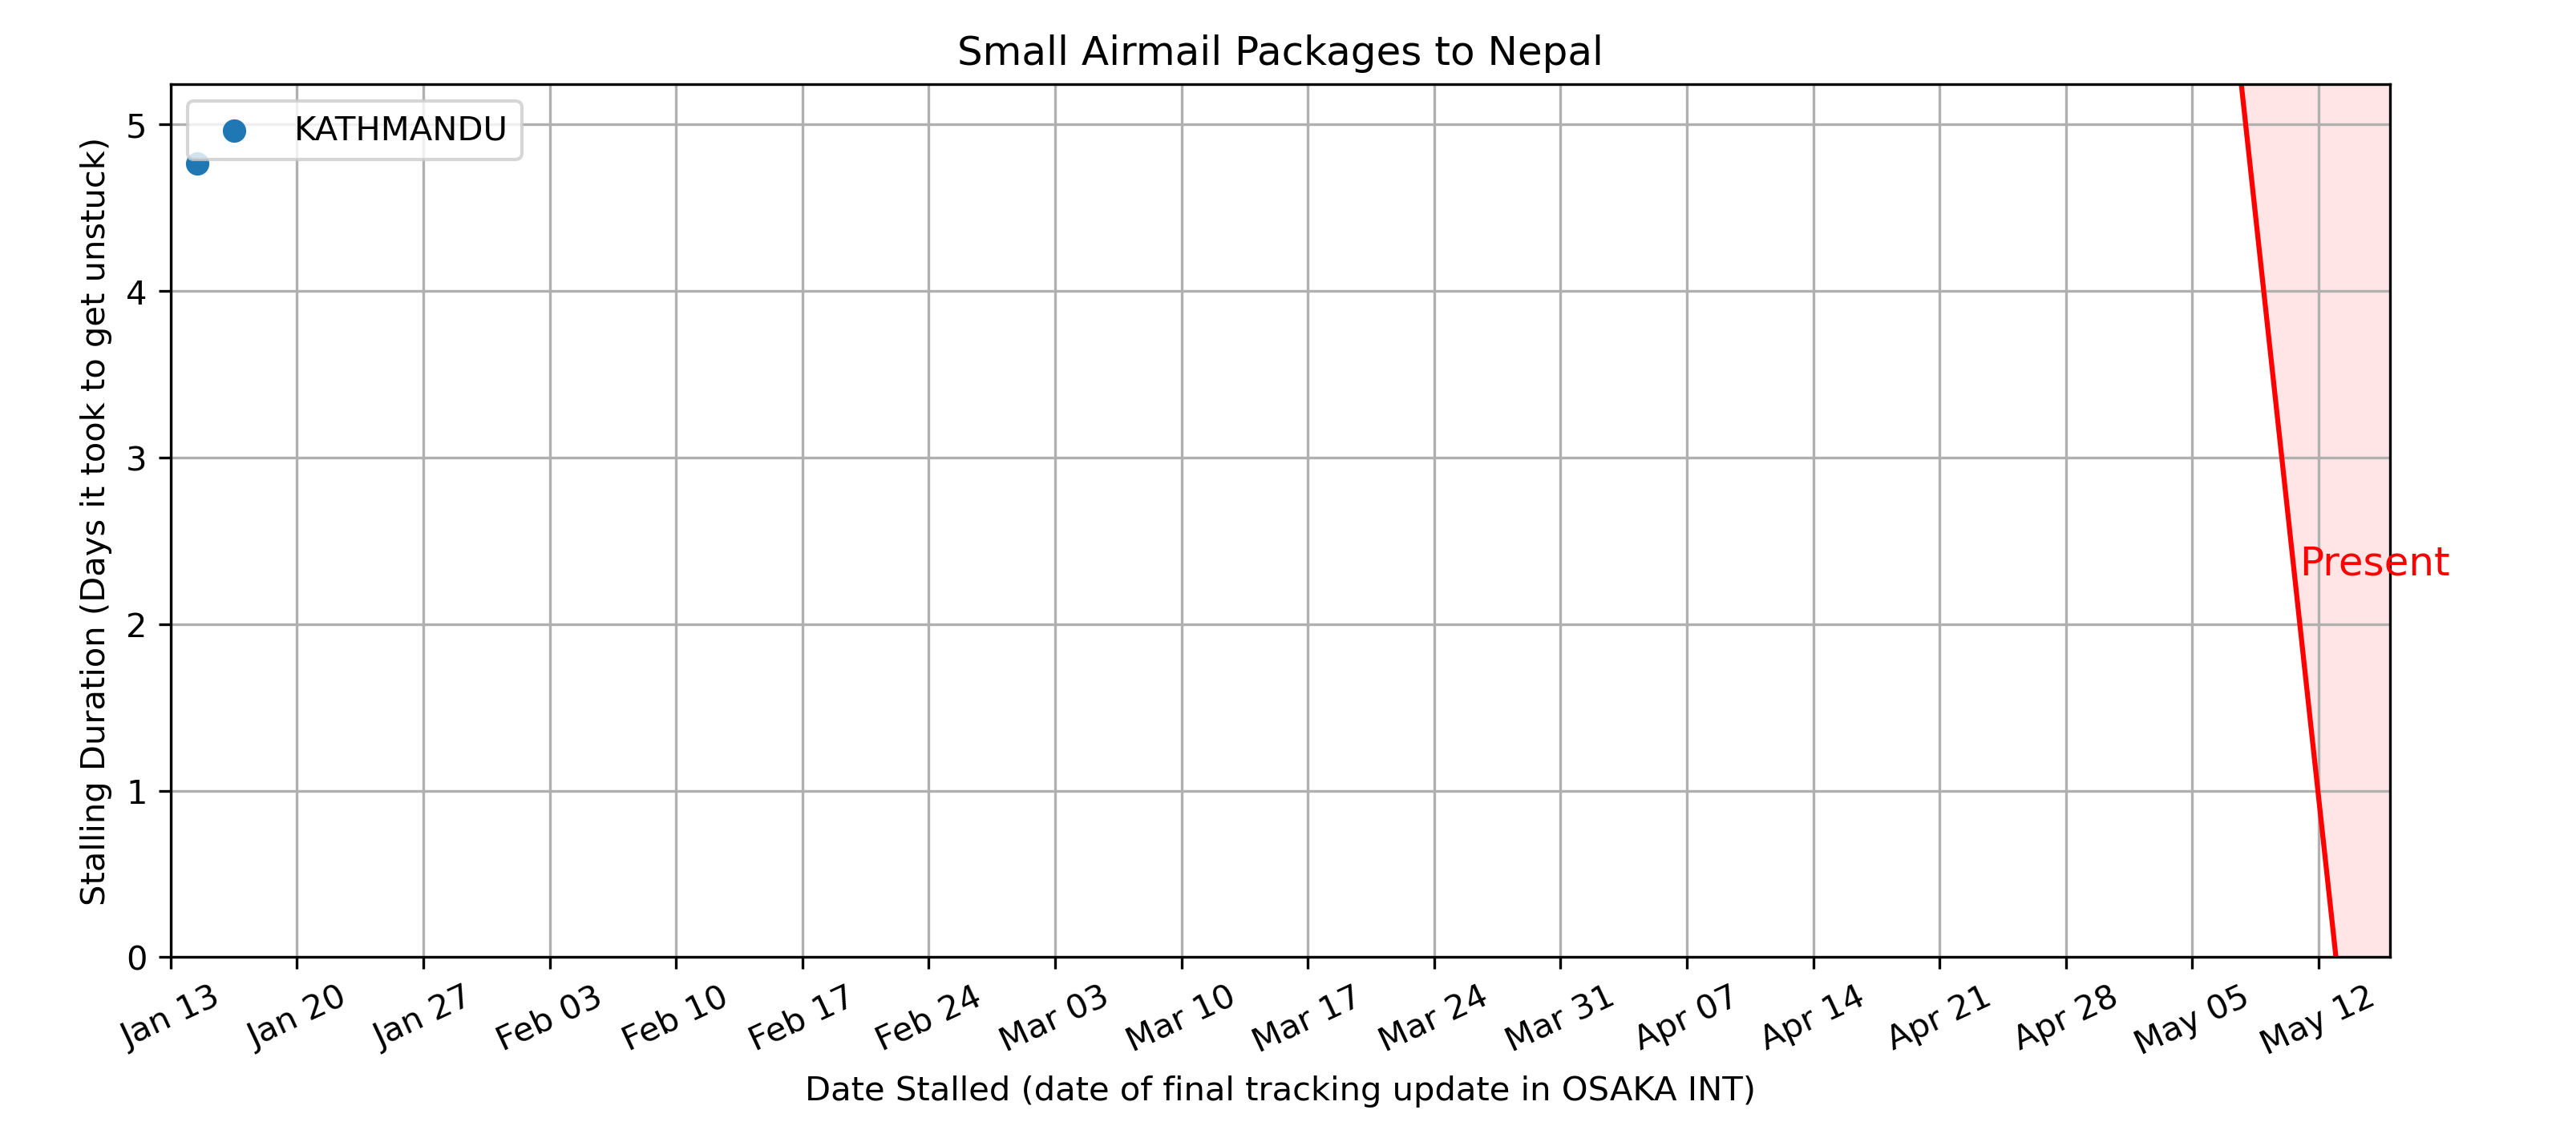 Small Airmail Packages to Nepal
KATHMANDU
Stalling Duration (Days it took to get unstuck)
5
4
3
2
1
0
Present
Jan 13 Jan 20 Jan 27 Feb 03 Feb 10 Feb 17 Feb 24 Mar 03 Mar 10 Mar 17 Mar 24 Mar 31 Apr 07 Apr 14 Apr 21 Apr 28 May 05 May 12
Date Stalled (date of final tracking update in OSAKA INT)